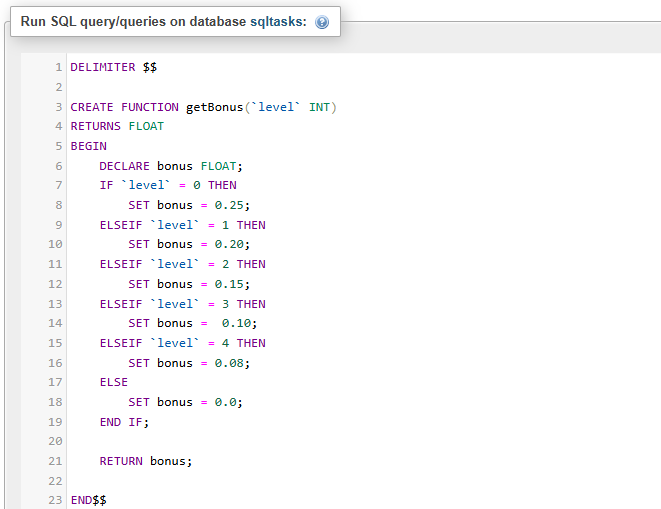 Run SQL query/queries on database sqltasks:
1 DELIMITER $$
2
3 CREATE FUNCTION getBonus(`level` INT)
4 RETURNS FLOAT
5 BEGIN
6     DECLARE bonus FLOAT;
7     IF `level` = 0 THEN
8         SET bonus = 0.25;
9     ELSEIF `level` = 1 THEN
10         SET bonus = 0.20;
11     ELSEIF `level` = 2 THEN
12         SET bonus = 0.15;
13     ELSEIF `level` = 3 THEN
14         SET bonus =  0.10;
15     ELSEIF `level` = 4 THEN
16         SET bonus = 0.08;
17     ELSE
18         SET bonus = 0.0;
19     END IF;
20
21     RETURN bonus;
22
23 END$$